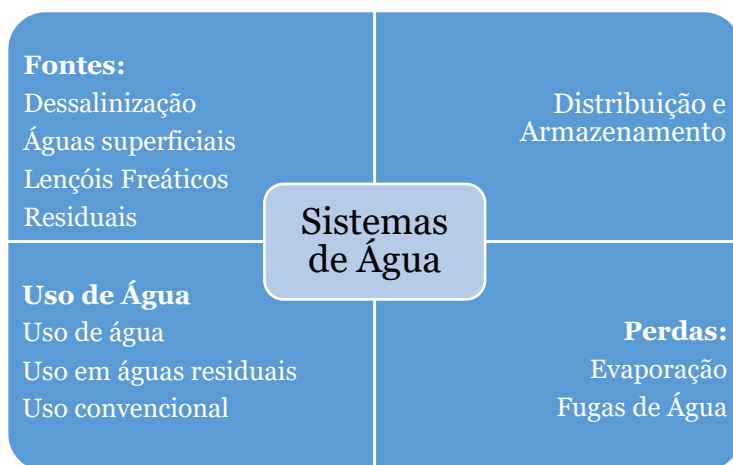 Fontes:
Dessalinização
Águas superficiais
Lençóis Freáticos
Residuais
Distribuição e
Armazenamento
Sistemas
de Água
Uso de Água
Uso de água
Uso em águas residuais
Uso convencional
Perdas:
Evaporação
Fugas de Água